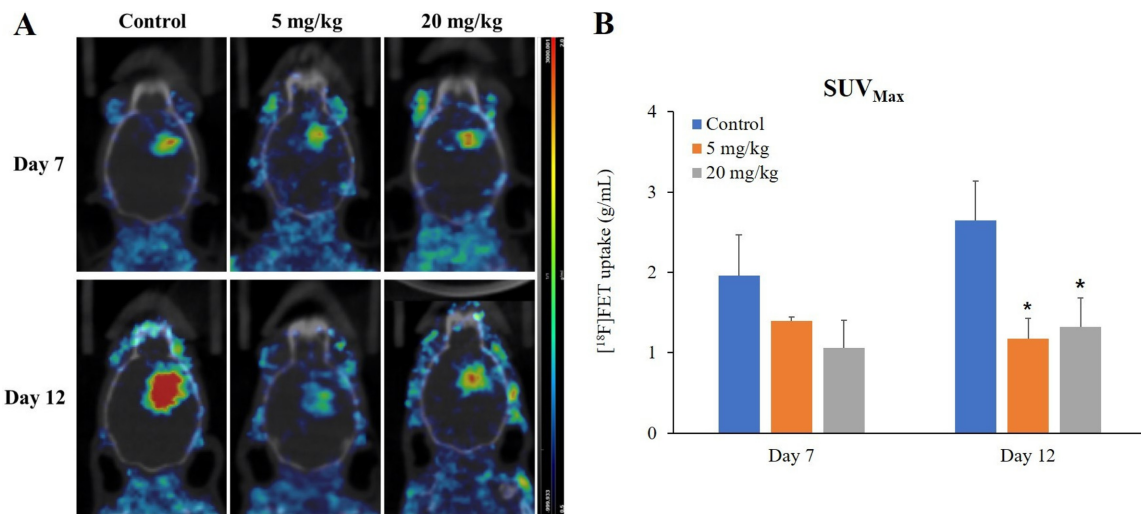 A
Control
5 mg/kg
20 mg/kg
Day 7
Day 12
B
SUVMax
[18F]FET uptake (g/mL)
4
3
2
1
0
Control
5 mg/kg
20 mg/kg
*
*
Day 7
Day 12